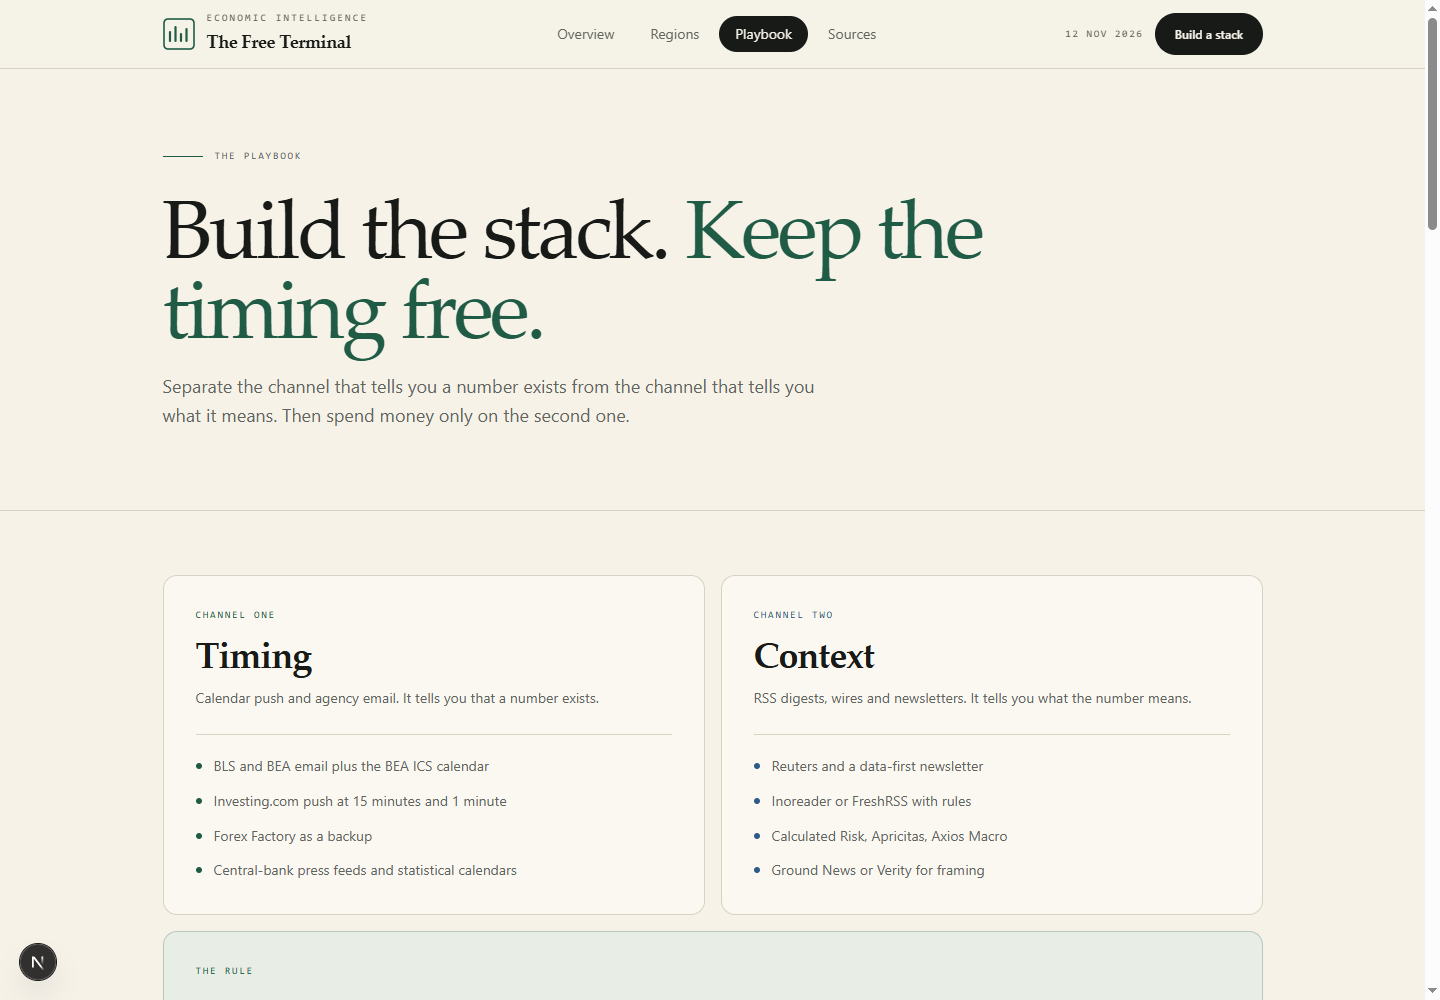 ECONOMIC INTELLIGENCE
The Free Terminal
Overview
Regions
Playbook
Sources
12 NOV 2026
Build a stack
THE PLAYBOOK
Build the stack. Keep the
timing free.
Separate the channel that tells you a number exists from the channel that tells you
what it means. Then spend money only on the second one.
CHANNEL ONE
Timing
Calendar push and agency email. It tells you that a number exists.
BLS and BEA email plus the BEA ICS calendar
Investing.com push at 15 minutes and 1 minute
Forex Factory as a backup
Central-bank press feeds and statistical calendars
CHANNEL TWO
Context
RSS digests, wires and newsletters. It tells you what the number means.
Reuters and a data-first newsletter
Inoreader or FreshRSS with rules
Calculated Risk, Apricitas, Axios Macro
Ground News or Verity for framing
THE RULE
N